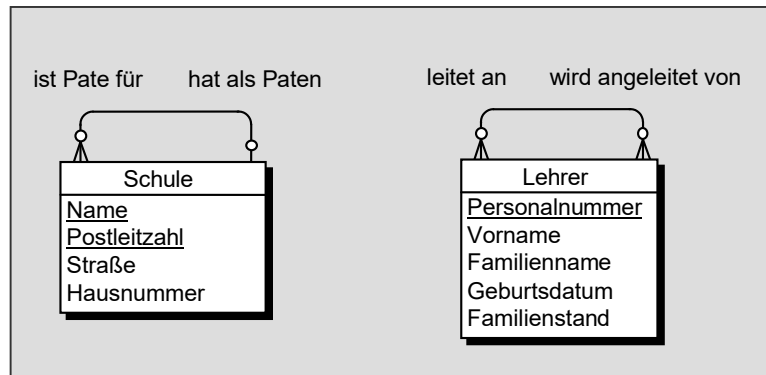 ist Pate für hat als Paten
leitet an wird angeleitet von
Schule
Name
Postleitzahl
Straße
Hausnummer
Lehrer
Personalnummer
Vorname
Familienname
Geburtsdatum
Familienstand